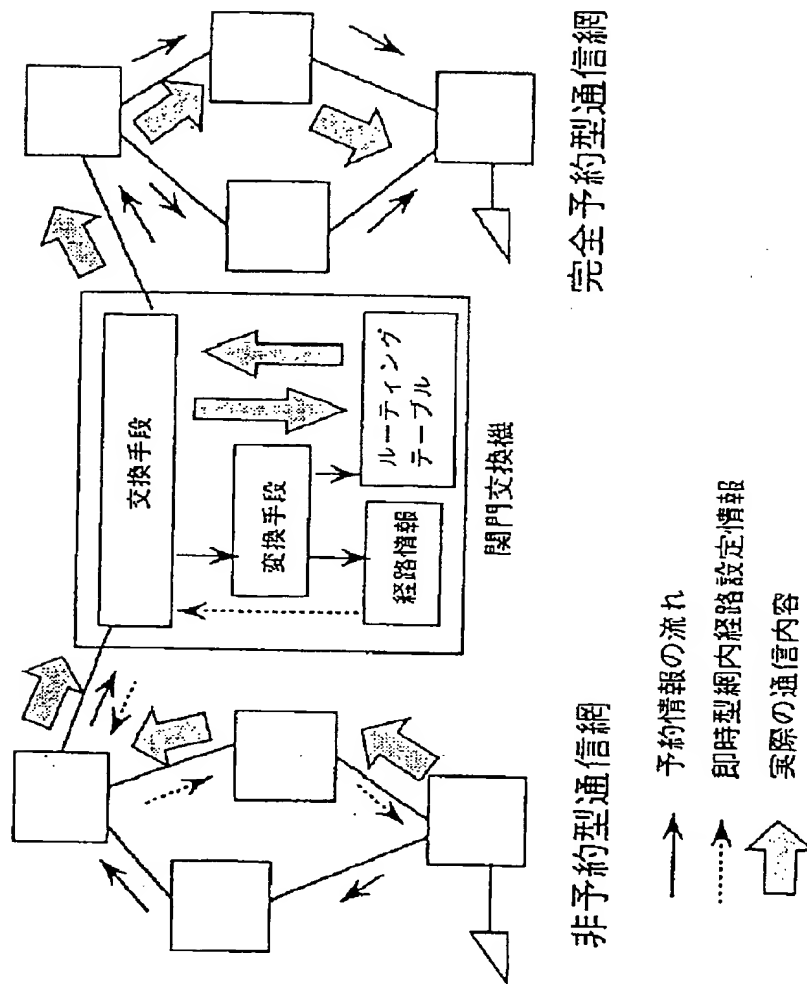 交換手段
変換手段
経路情報
ルーティング
テーブル
関門交換機
非予約型通信網
完全予約型通信網
予約情報の流れ
即時型網内経路設定情報
実際の通信内容